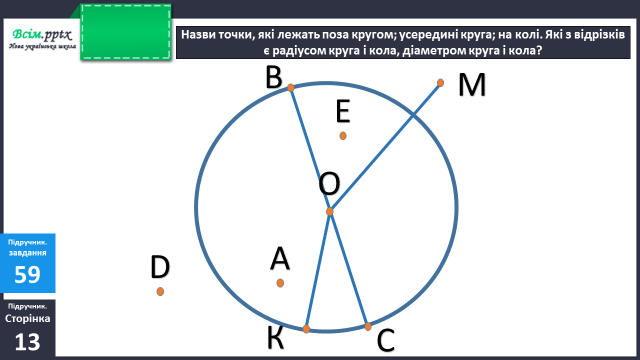 Всім.pptx
Нова українська школа
Назви точки, які лежать поза кругом; усередині круга; на колі. Які з відрізків
є радіусом круга і кола, діаметром круга і кола?
В
М
Е
О
D
А
К
С
Підручник.
завдання
59
Підручник.
Сторінка
13